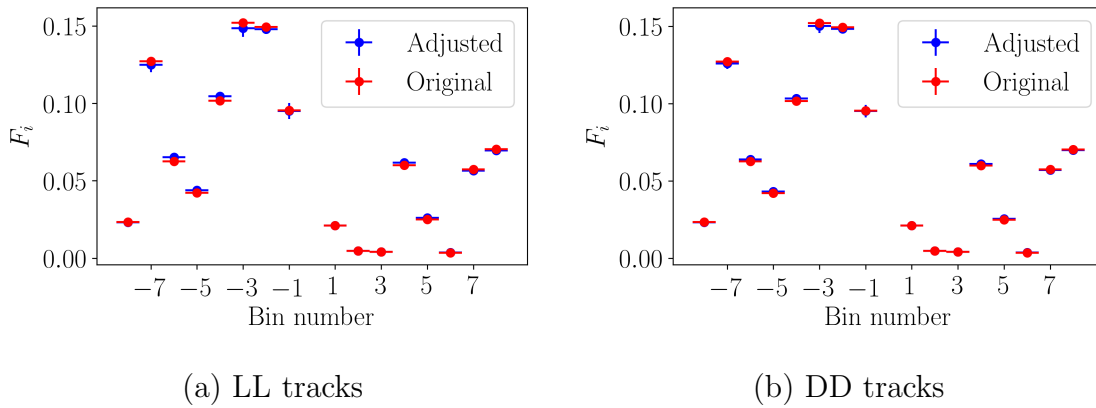 0.15
0.10
0.05
0.00
F_i
Adjusted
Original
−7 −5 −3 −1 1 3 5 7
Bin number
(a) LL tracks
0.15
0.10
0.05
0.00
F_i
Adjusted
Original
−7 −5 −3 −1 1 3 5 7
Bin number
(b) DD tracks